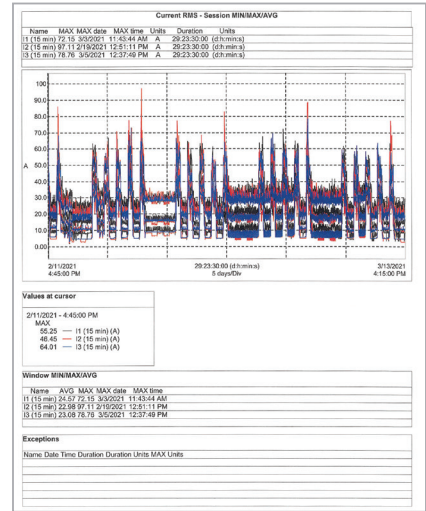 Current RMS - Session MIN/MAX/AVG
Name MAX MAX date MAX time Units Duration Units
I1 (15 min) 72.15 3/3/2021 11:43:44 AM A 29:23:30:00 (d:h:min:s)
I2 (15 min) 97.11 2/19/2021 12:51:11 PM A 29:23:30:00 (d:h:min:s)
I3 (15 min) 78.76 3/5/2021 12:37:49 PM A 29:23:30:00 (d:h:min:s)
100
90.0
80.0
70.0
60.0
A
50.0
40.0
30.0
20.0
10.0
0.00
2/11/2021 29:23:30:00 (d:h:min:s) 3/13/2021
4:45:00 PM 5 days/Div 4:15:00 PM
Values at cursor
2/11/2021 - 4:45:00 PM
MAX
55.25 — I1 (15 min) (A)
46.45 — I2 (15 min) (A)
64.01 — I3 (15 min) (A)
Window MIN/MAX/AVG
Name AVG MAX MAX date MAX time
I1 (15 min) 24.57 72.15 3/3/2021 11:43:44 AM
I2 (15 min) 22.98 97.11 2/19/2021 12:51:11 PM
I3 (15 min) 23.08 78.76 3/5/2021 12:37:49 PM
Exceptions
Name Date Time Duration Duration Units MAX Units